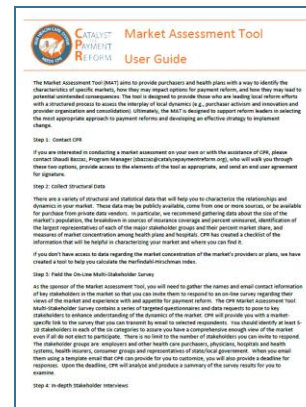 CATALYST
PAYMENT
REFORM
Market Assessment Tool
User Guide
The Market Assessment Tool (MAT) aims to provide purchasers and health plans with a way to identify the
characteristics of specific markets, how they may impact options for payment reform, and how they may lead to
potential unintended consequences. The tool is designed to provide those who are leading local reform efforts
with a structured process to assess the interplay of local dynamics (e.g., purchaser activism and innovation and
provider organization and consolidation). Ultimately, the MAT is designed to support reform leaders in selecting
the most appropriate approach to payment reforms and developing an effective strategy to implement
change.
Step 1: Contact CPR
If you are interested in conducting a market assessment on your own or with the assistance of CPR, please
contact Shaudi Bazzaz, Program Manager (sbazzaz@catalyzepaymentreform.org), who will walk you through
these two options, provide access to the elements of the tool as appropriate, and send an end user agreement
for signature.
Step 2: Collect Structural Data
There are a variety of structural and statistical data that will help you to characterize the relationships and
dynamics in your market. These data may be publicly available, come from one or more sources, or be available
for purchase from private data vendors. In particular, we recommend gathering data about the size of the
market's population, the breakdown in sources of insurance coverage and percent uninsured, identification of
the largest representatives of each of the major stakeholder groups and their percent market share, and
measures of market concentration among health plans and hospitals. CPR has created a checklist of the
information that will be helpful in characterizing your market and where you can find it.
If you don't have access to data regarding the market concentration of the market's providers or plans, we have
created a tool to help you calculate the Herfindahl-Hirschman Index.
Step 3: Field the On-Line Multi-Stakeholder Survey
As the sponsor of the Market Assessment Tool, you will need to gather the names and email contact information
of key stakeholders in the market so that you can invite them to respond to an on-line survey regarding their
views of the market and experience with and appetite for payment reform. The CPR Market Assessment Tool
Multi-Stakeholder Survey contains a series of targeted questionnaires and data requests to pose to key
stakeholders to enhance understanding of the dynamics of the market. CPR will provide you with a market-
specific link to the survey that you can transmit by email to selected respondents. You should identify at least 5-
10 stakeholders in each of the six categories to assure you have a comprehensive enough view of the market
even if all do not elect to participate. There is no limit to the number of stakeholders you can invite to respond.
The stakeholder groups are: employers and other health care purchasers, physicians, hospitals and health
systems, health insurers, consumer groups and representatives of state/local government. When you email
them using a template email that CPR can provide for you to customize, you will also provide a deadline for
responses. Upon the deadline, CPR will analyze and produce a summary of the survey results for you to
examine.
Step 4: In-depth Stakeholder Interviews